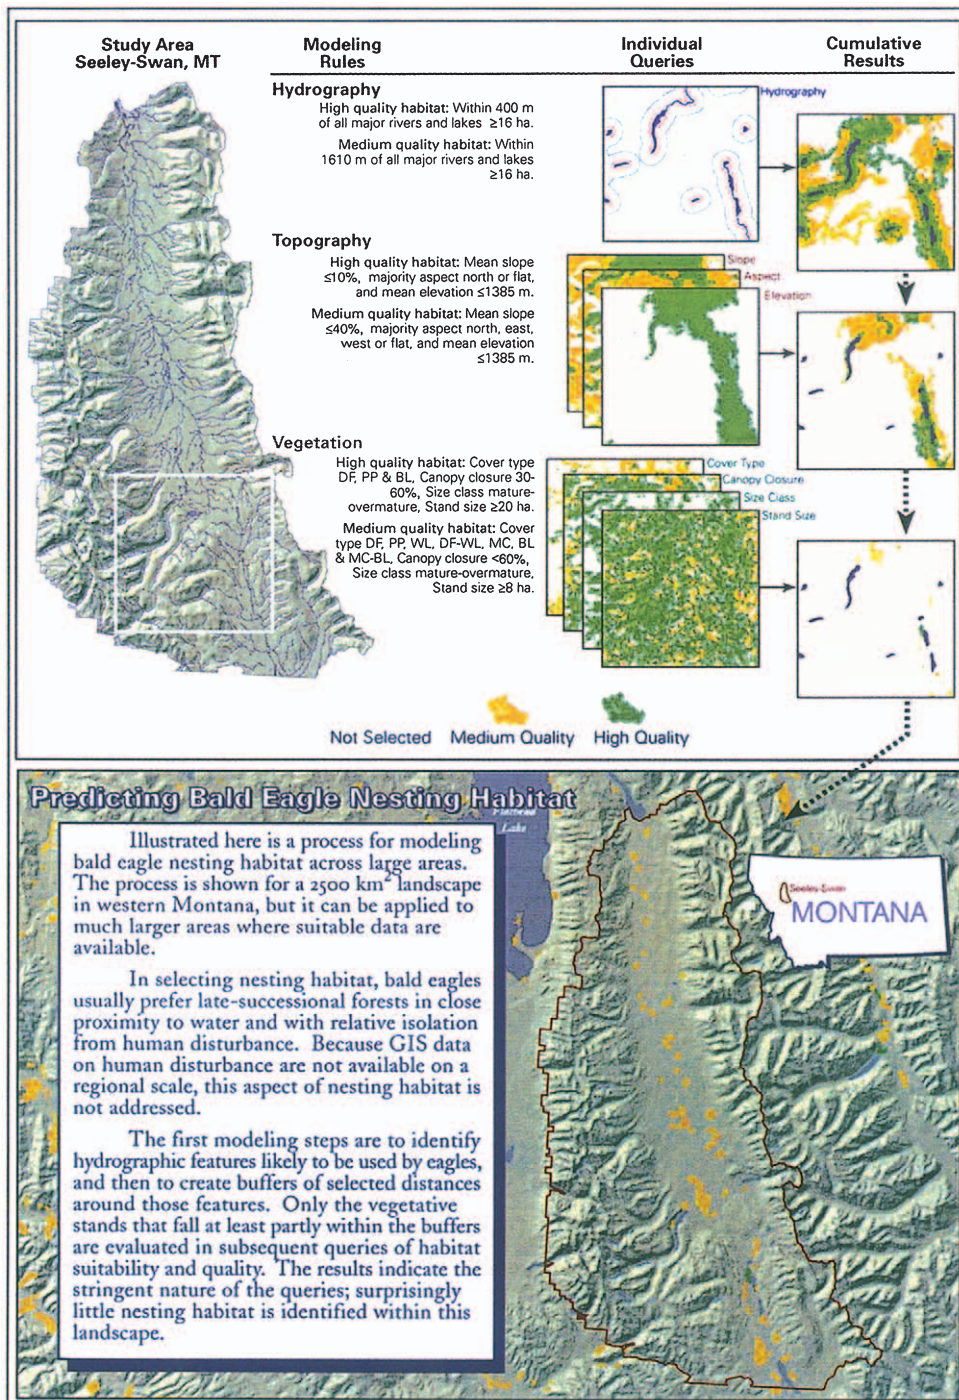 Study Area
Seeley-Swan, MT
Modeling
Rules
Individual
Queries
Cumulative
Results
Hydrography
High quality habitat: Within 400 m
of all major rivers and lakes ≥16 ha.
Medium quality habitat: Within
1610 m of all major rivers and lakes
≥16 ha.
Hydrography
Topography
High quality habitat: Mean slope
≤10%, majority aspect north or flat,
and mean elevation ≤1385 m.
Medium quality habitat: Mean slope
≤40%, majority aspect north, east,
west or flat, and mean elevation
≤1385 m.
Slope
Aspect
Elevation
Vegetation
High quality habitat: Cover type
DF, PP & BL, Canopy closure 30-
60%, Size class mature-
overmature, Stand size ≥20 ha.
Medium quality habitat: Cover
type DF, PP, WL, DF-WL, MC, BL
& MC-BL, Canopy closure <60%,
Size class mature-overmature,
Stand size ≥8 ha.
Cover Type
Canopy Closure
Size Class
Stand Size
Not Selected Medium Quality High Quality
Predicting Bald Eagle Nesting Habitat
Flathead
Lake
Illustrated here is a process for modeling
bald eagle nesting habitat across large areas.
The process is shown for a 2500 km² landscape
in western Montana, but it can be applied to
much larger areas where suitable data are
available.
In selecting nesting habitat, bald eagles
usually prefer late-successional forests in close
proximity to water and with relative isolation
from human disturbance. Because GIS data
on human disturbance are not available on a
regional scale, this aspect of nesting habitat is
not addressed.
The first modeling steps are to identify
hydrographic features likely to be used by eagles,
and then to create buffers of selected distances
around those features. Only the vegetative
stands that fall at least partly within the buffers
are evaluated in subsequent queries of habitat
suitability and quality. The results indicate the
stringent nature of the queries; surprisingly
little nesting habitat is identified within this
landscape.
Seeley-Swan
MONTANA